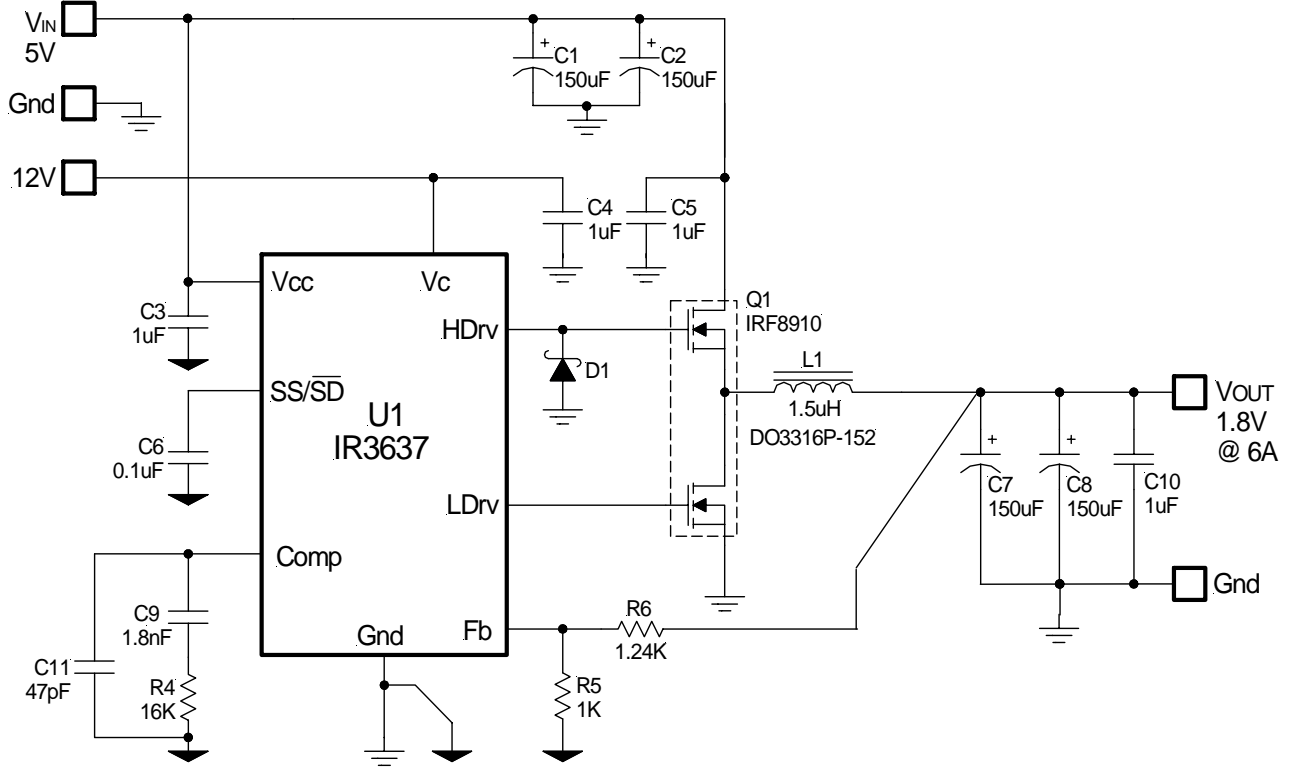 VIN
5V
Gnd
12V
C1
150uF
C2
150uF
C4
1uF
C5
1uF
C3
1uF
Vcc
Vc
HDrv
SS/SD
U1
IR3637
LDrv
Comp
Gnd
Fb
D1
Q1
IRF8910
L1
1.5uH
DO3316P-152
VOUT
1.8V
@ 6A
C7
150uF
C8
150uF
C10
1uF
Gnd
C6
0.1uF
C9
1.8nF
C11
47pF
R4
16K
R6
1.24K
R5
1K